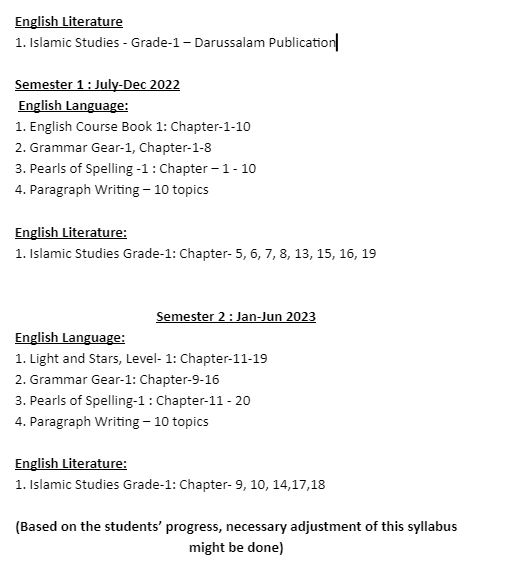 English Literature
1. Islamic Studies - Grade-1 – Darussalam Publication
Semester 1 : July-Dec 2022
English Language:
1. English Course Book 1: Chapter-1-10
2. Grammar Gear-1, Chapter-1-8
3. Pearls of Spelling -1 : Chapter – 1 - 10
4. Paragraph Writing – 10 topics
English Literature:
1. Islamic Studies Grade-1: Chapter- 5, 6, 7, 8, 13, 15, 16, 19
Semester 2 : Jan-Jun 2023
English Language:
1. Light and Stars, Level- 1: Chapter-11-19
2. Grammar Gear-1: Chapter-9-16
3. Pearls of Spelling-1 : Chapter-11 - 20
4. Paragraph Writing – 10 topics
English Literature:
1. Islamic Studies Grade-1: Chapter- 9, 10, 14,17,18
(Based on the students’ progress, necessary adjustment of this syllabus
might be done)